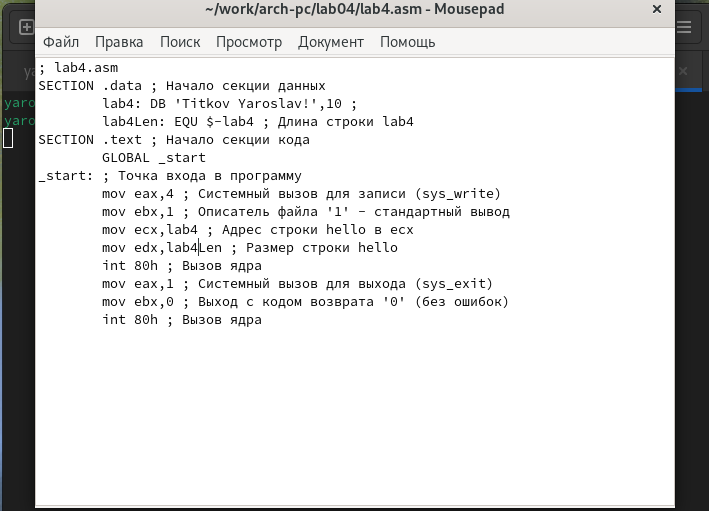 ~/work/arch-pc/lab04/lab4.asm - Mousepad
Файл Правка Поиск Просмотр Документ Помощь
; lab4.asm
SECTION .data ; Начало секции данных
lab4: DB 'Titkov Yaroslav!',10 ;
lab4Len: EQU $-lab4 ; Длина строки lab4
SECTION .text ; Начало секции кода
GLOBAL _start
_start: ; Точка входа в программу
mov eax,4 ; Системный вызов для записи (sys_write)
mov ebx,1 ; Описатель файла '1' - стандартный вывод
mov ecx,lab4 ; Адрес строки hello в ecx
mov edx,lab4Len ; Размер строки hello
int 80h ; Вызов ядра
mov eax,1 ; Системный вызов для выхода (sys_exit)
mov ebx,0 ; Выход с кодом возврата '0' (без ошибок)
int 80h ; Вызов ядра
yaro
yaro